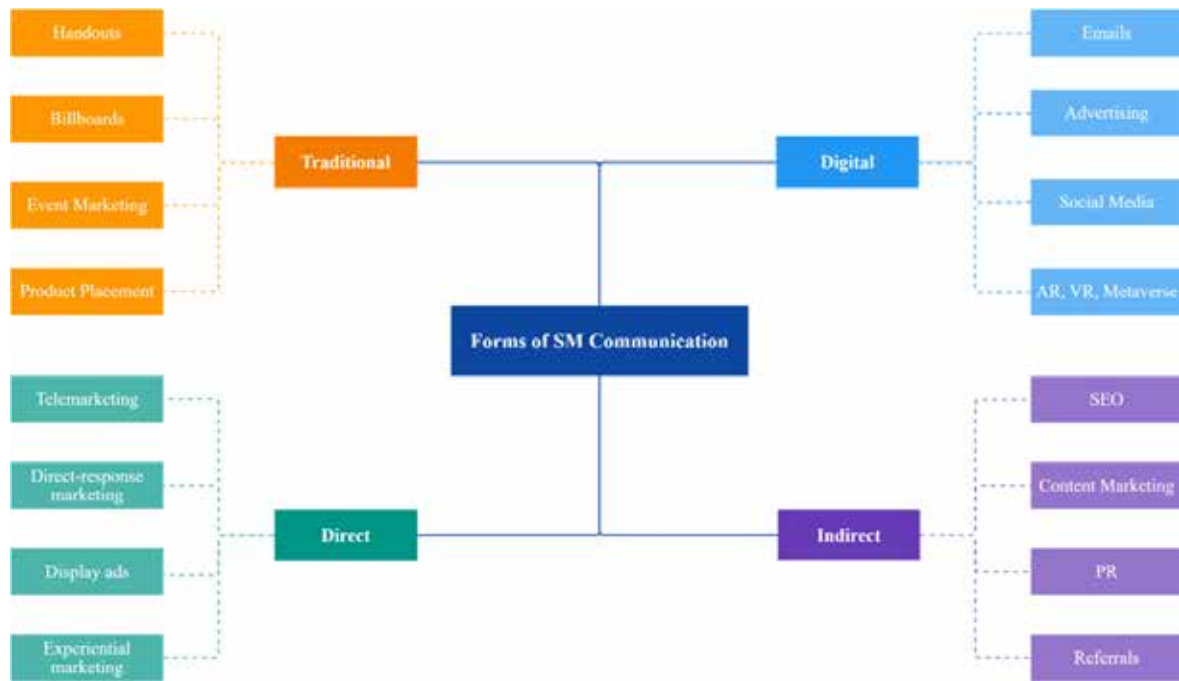 Handouts
Billboards
Event Marketing
Product Placement
Traditional
Digital
Emails
Advertising
Social Media
AR, VR, Metaverse
Forms of SM Communication
Telemarketing
Direct-response
marketing
Display ads
Experiential
marketing
Direct
Indirect
SEO
Content Marketing
PR
Referrals